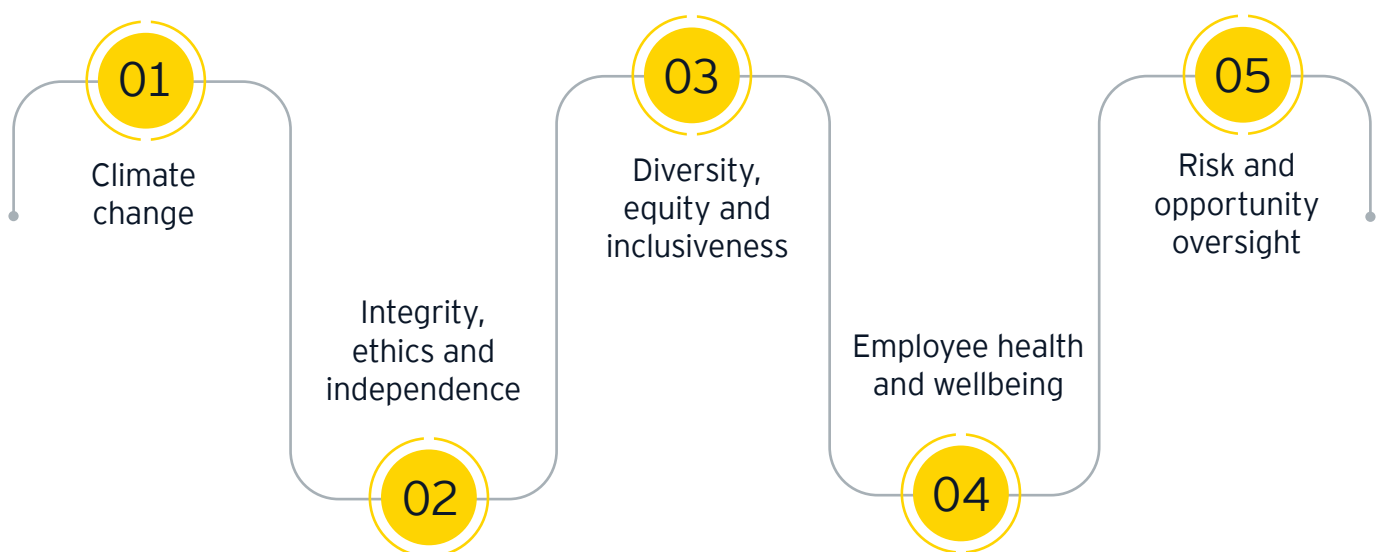 01
Climate
change
Integrity,
ethics and
independence
02
03
Diversity,
equity and
inclusiveness
Employee health
and wellbeing
04
05
Risk and
opportunity
oversight